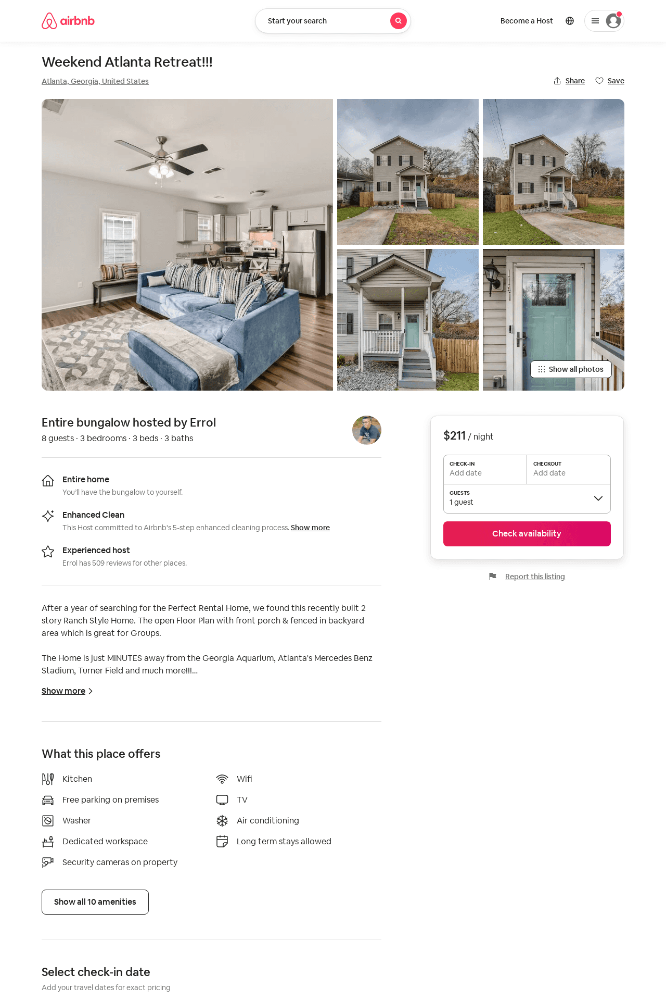 airbnb
Start your search
Become a Host
Weekend Atlanta Retreat!!!
Atlanta, Georgia, United States
Share
Save
Show all photos
Entire bungalow hosted by Errol
8 guests · 3 bedrooms · 3 beds · 3 baths
Entire home
You'll have the bungalow to yourself.
Enhanced Clean
This Host committed to Airbnb's 5-step enhanced cleaning process. Show more
Experienced host
Errol has 509 reviews for other places.
$211 / night
CHECK-IN
Add date
CHECKOUT
Add date
GUESTS
1 guest
Check availability
Report this listing
After a year of searching for the Perfect Rental Home, we found this recently built 2
story Ranch Style Home. The open Floor Plan with front porch & fenced in backyard
area which is great for Groups.
The Home is just MINUTES away from the Georgia Aquarium, Atlanta's Mercedes Benz
Stadium, Turner Field and much more!!!...
Show more
What this place offers
Kitchen
Wifi
Free parking on premises
TV
Washer
Air conditioning
Dedicated workspace
Long term stays allowed
Security cameras on property
Show all 10 amenities
Select check-in date
Add your travel dates for exact pricing